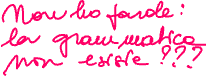 Non ho parole:
la grammatica
non esiste ???